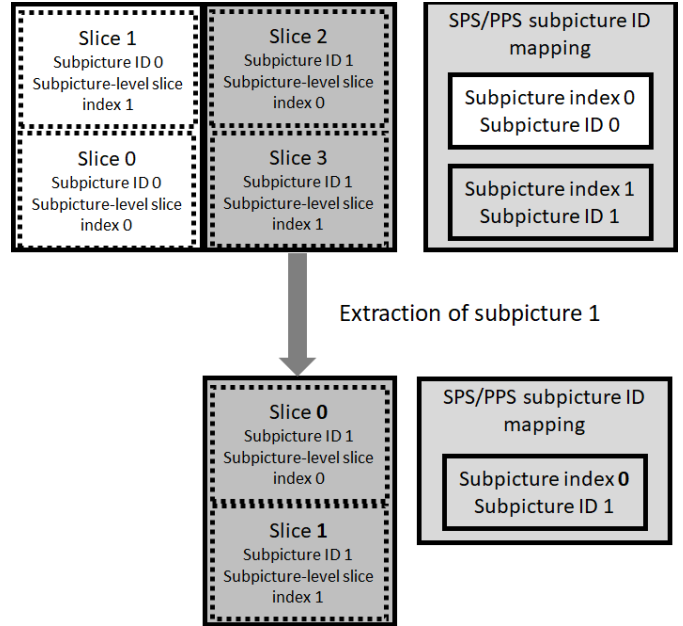 Slice 1
Subpicture ID 0
Subpicture-level slice
index 1
Slice 2
Subpicture ID 1
Subpicture-level slice
index 0
Slice 0
Subpicture ID 0
Subpicture-level slice
index 0
Slice 3
Subpicture ID 1
Subpicture-level slice
index 1
SPS/PPS subpicture ID
mapping
Subpicture index 0
Subpicture ID 0
Subpicture index 1
Subpicture ID 1
Extraction of subpicture 1
Slice 0
Subpicture ID 1
Subpicture-level slice
index 0
Slice 1
Subpicture ID 1
Subpicture-level slice
index 1
SPS/PPS subpicture ID
mapping
Subpicture index 0
Subpicture ID 1